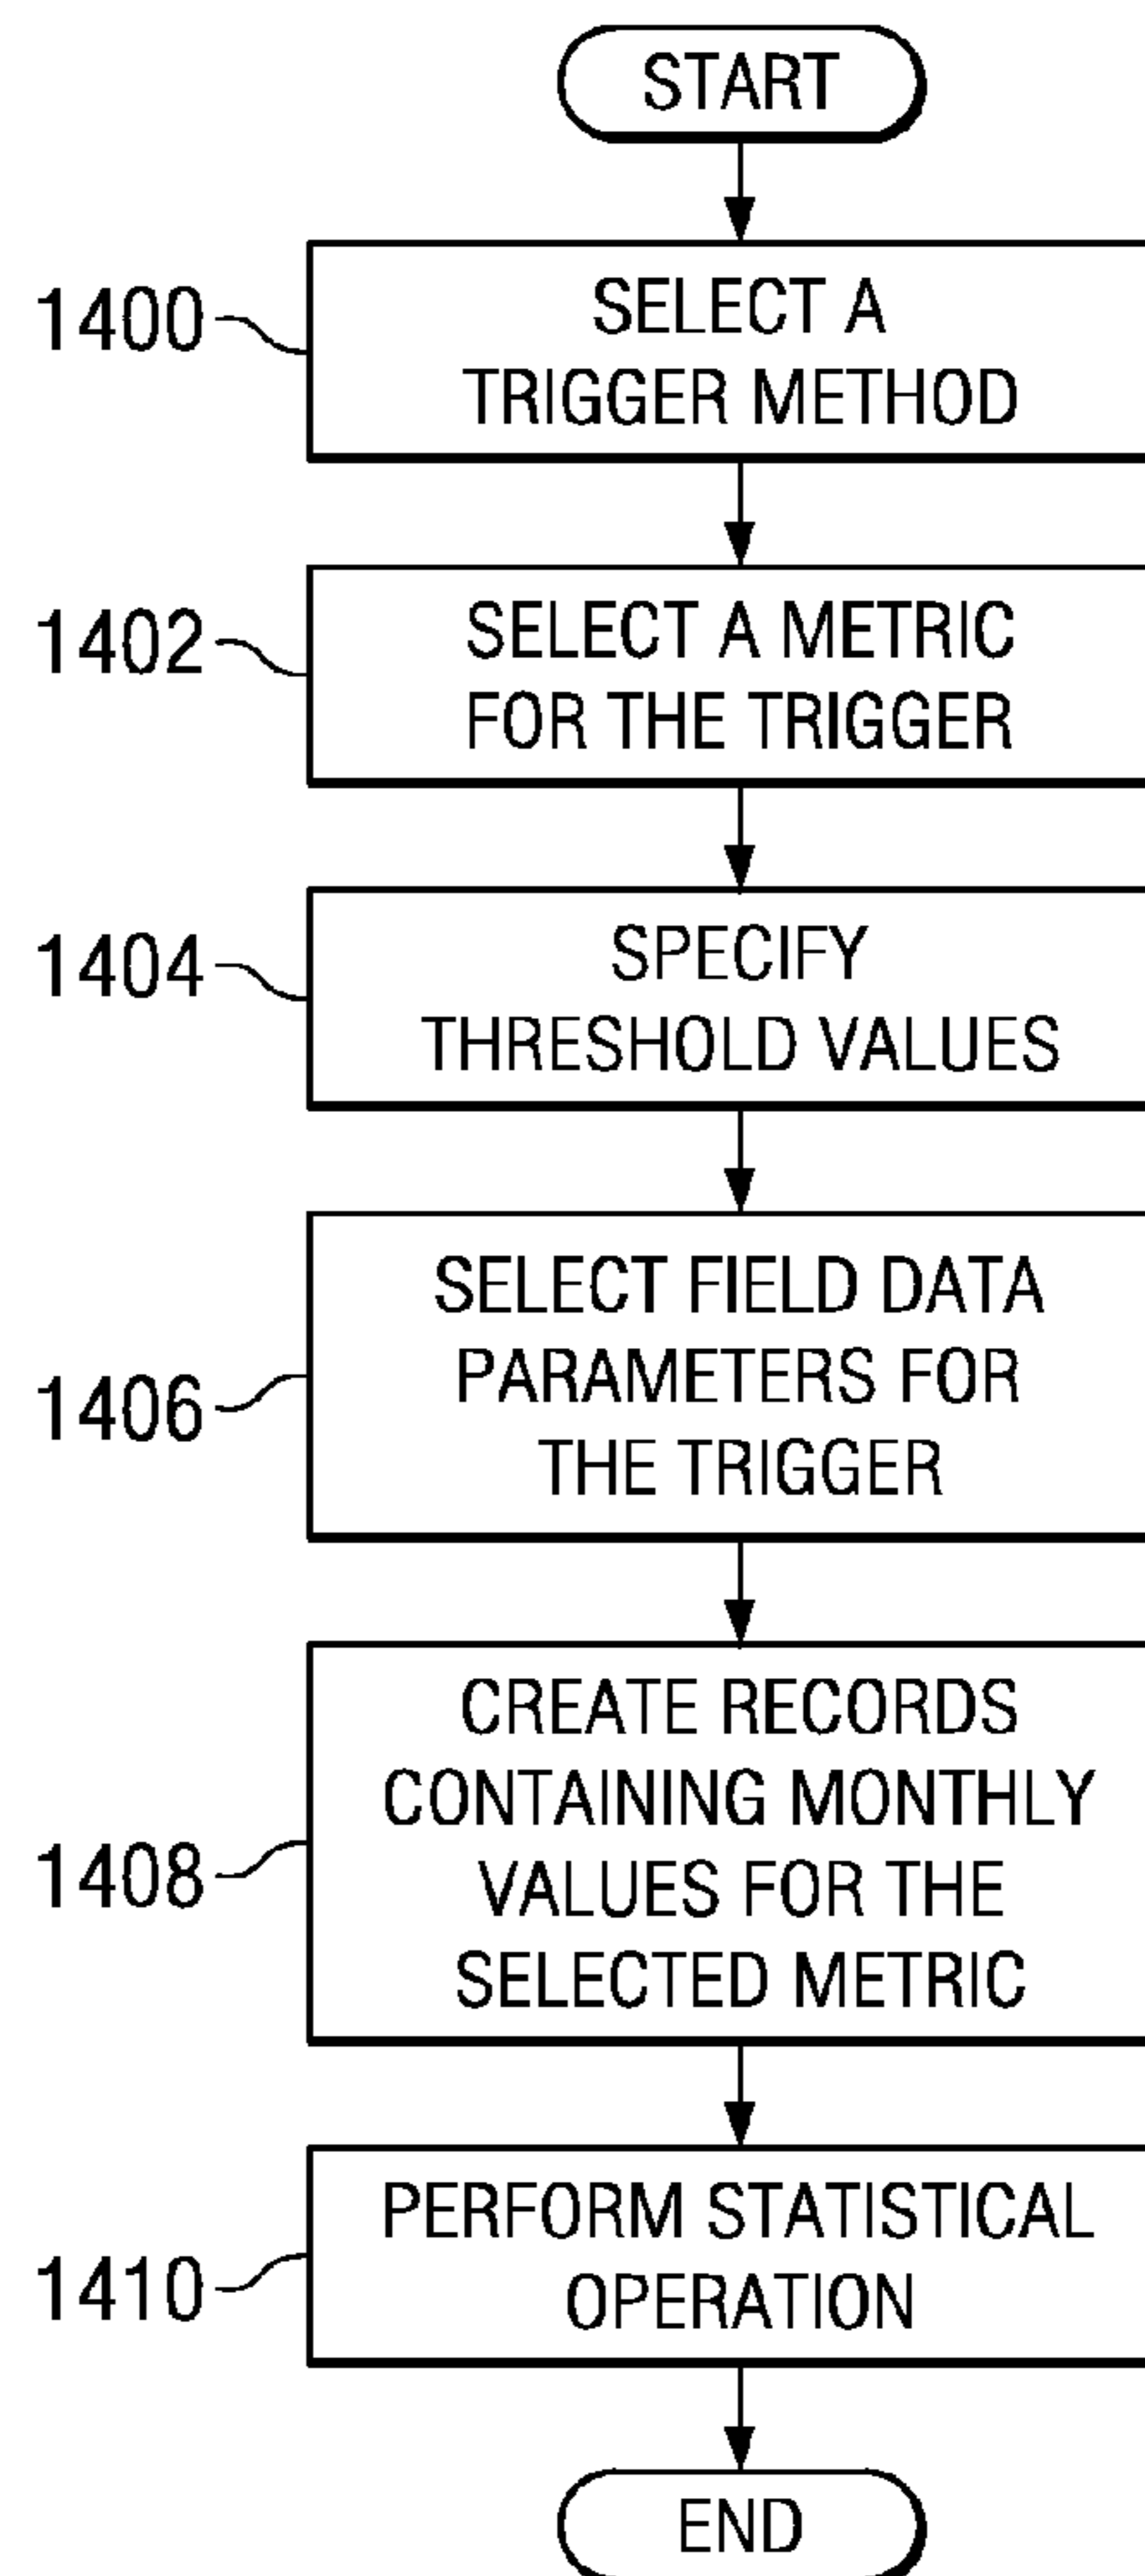 START
1400
SELECT A
TRIGGER METHOD
1402
SELECT A METRIC
FOR THE TRIGGER
1404
SPECIFY
THRESHOLD VALUES
1406
SELECT FIELD DATA
PARAMETERS FOR
THE TRIGGER
1408
CREATE RECORDS
CONTAINING MONTHLY
VALUES FOR THE
SELECTED METRIC
1410
PERFORM STATISTICAL
OPERATION
END